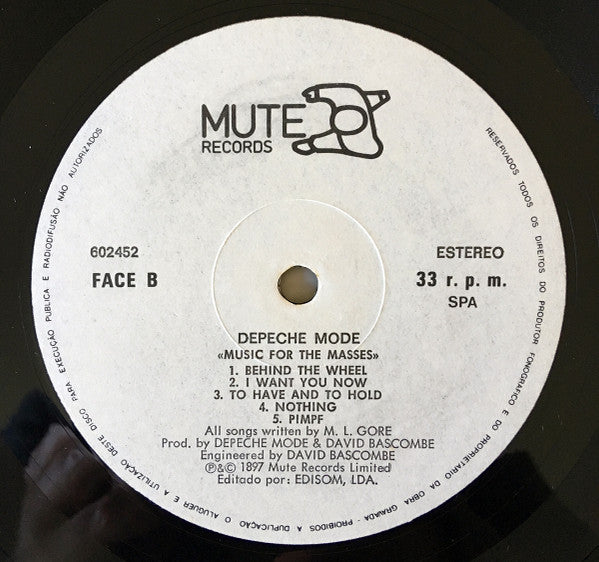 MUTE
RECORDS
602452
FACE B
ESTEREO
33 r. p. m.
SPA
DEPECHE MODE
«MUSIC FOR THE MASSES»
1. BEHIND THE WHEEL
2. I WANT YOU NOW
3. TO HAVE AND TO HOLD
4. NOTHING
5. PIMPF
All songs written by M. L. GORE
Prod. by DEPECHE MODE & DAVID BASCOMBE
Engineered by DAVID BASCOMBE
℗&© 1897 Mute Records Limited
Editado por: EDISOM, LDA.
RESERVADOS TODOS OS DIREITOS DO PRODUTOR FONOGRAFICO E DO PROPRIETARIO DA OBRA GRAVADA - PROIBIDOS A DUPLICAÇÃO O ALUGUER E A UTILIZAÇÃO DESTE DISCO PARA EXECUÇÃO PUBLICA E RADIODIFUSÃO NÃO AUTORIZADOS